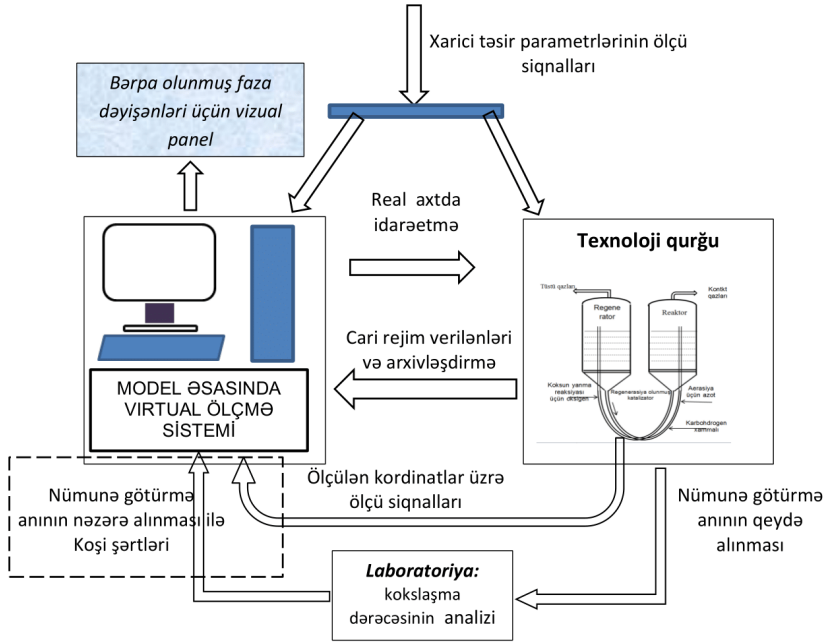 Xarici təsir parametrlərinin ölçü
siqnalları
Bərpa olunmuş faza
dəyişənləri üçün vizual
panel
Real  axtda
idarəetmə
Texnoloji qurğu
Tüstü qazları
Kontkt
qazları
Regene
rator
Reaktor
Cari rejim verilənləri
və arxivləşdirmə
Koksun yanma
reaksiyası
üçün oksigen
Regenerasiya olunmuş
katalizator
Aerasiya
üçün azot
Karbohdrogen
xammalı
MODEL ƏSASINDA
VIRTUAL ÖLÇMƏ
SİSTEMİ
Nümunə götürmə
anının nəzərə alınması ilə
Koşi şərtləri
Ölçülən kordinatlar üzrə
ölçü siqnalları
Nümunə götürmə
anının qeydə
alınması
Laboratoriya:
kokslaşma
dərəcəsinin  analizi